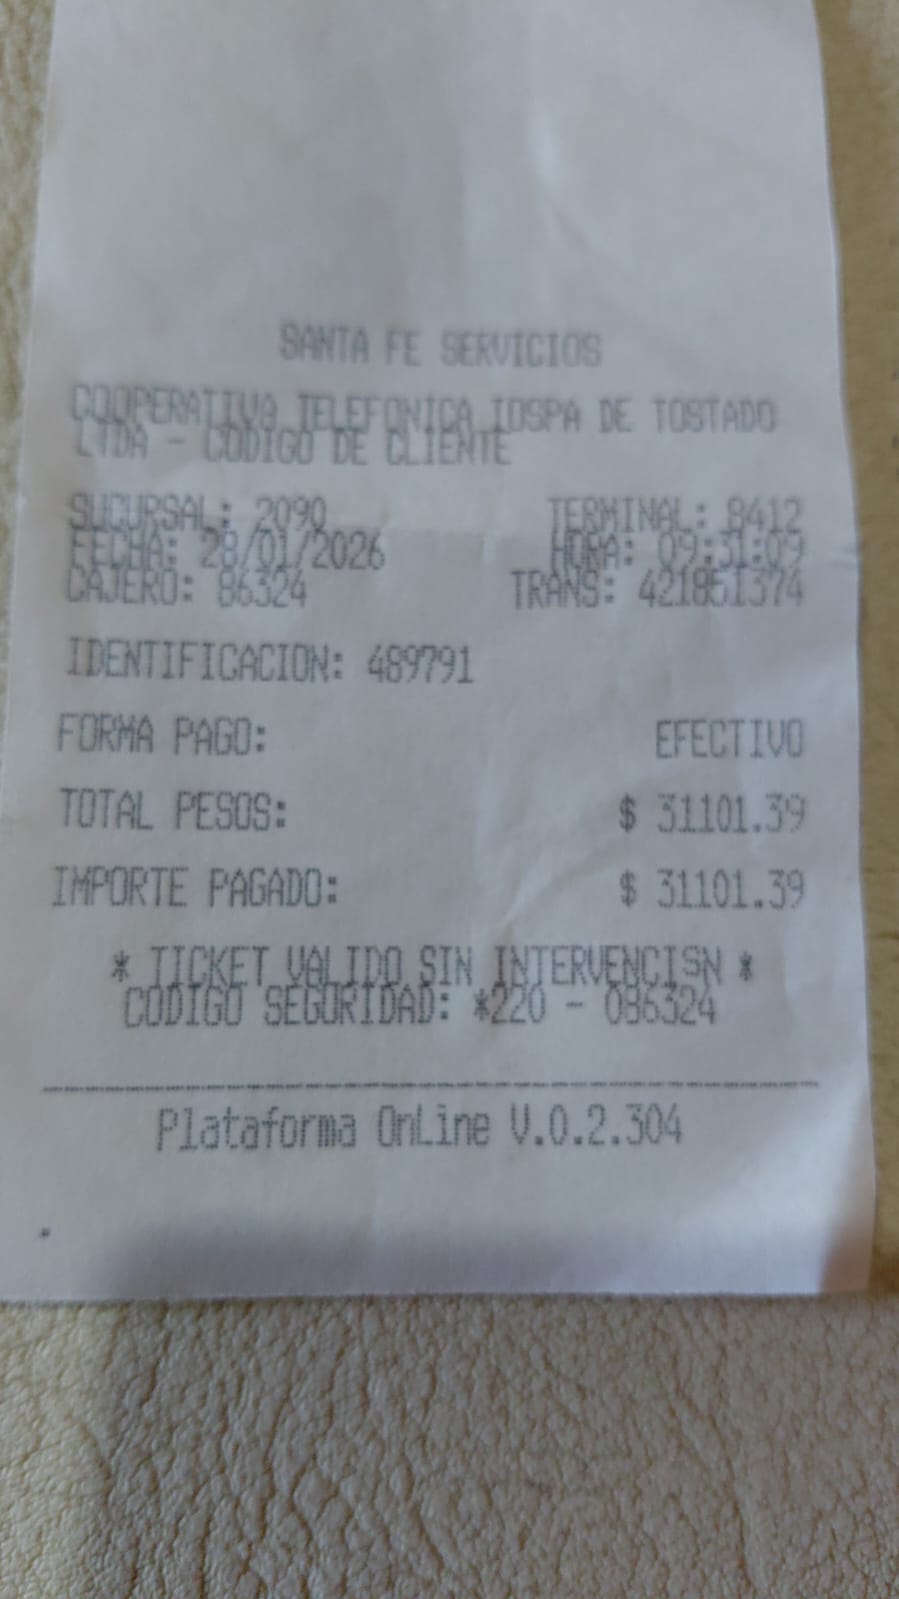 SANTA FE SERVICIOS
COOPERATIVA TELEFONICA IOSPA DE TOSTADO
LTDA - CODIGO DE CLIENTE
SUCURSAL: 2090 TERMINAL: 8412
FECHA: 28/01/2026 HORA: 09:31:09
CAJERO: 86324 TRANS: 421851374
IDENTIFICACION: 489791
FORMA PAGO: EFECTIVO
TOTAL PESOS: $ 31101.39
IMPORTE PAGADO: $ 31101.39
* TICKET VALIDO SIN INTERVENCISN *
CODIGO SEGURIDAD: *220 - 086324
Plataforma OnLine V.0.2.304